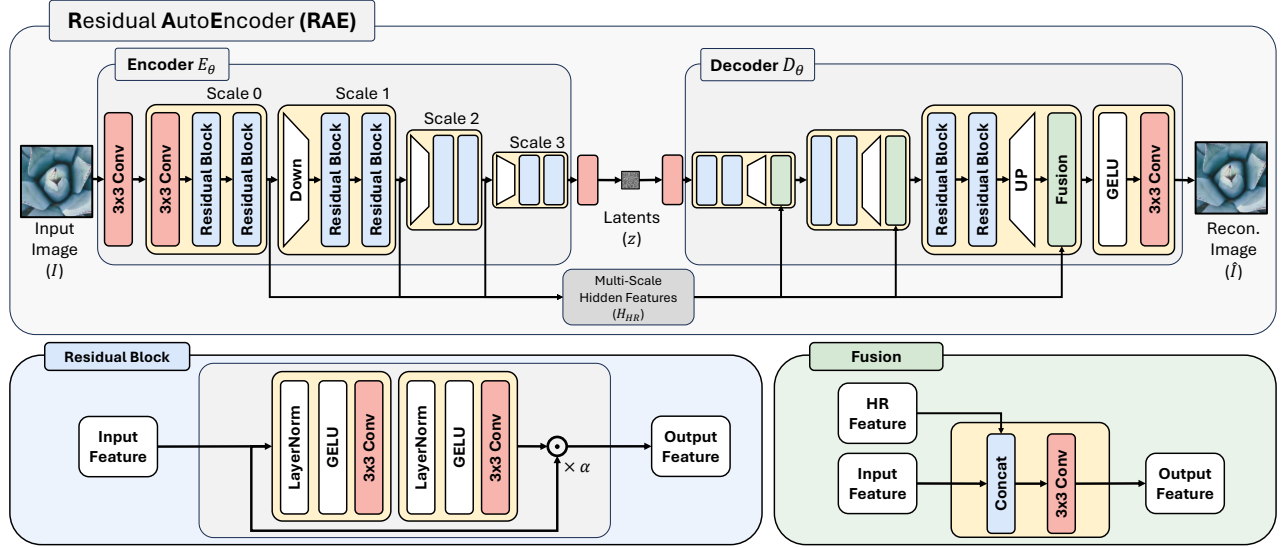 Residual AutoEncoder (RAE)
Encoder E_θ
Decoder D_θ
Scale 0
Scale 1
Scale 2
Scale 3
Input
Image
(I)
3x3 Conv
3x3 Conv
Residual Block
Residual Block
Down
Residual Block
Residual Block
Latents
(z)
Residual Block
Residual Block
UP
Fusion
GELU
3x3 Conv
Recon.
Image
(Î)
Multi-Scale
Hidden Features
(H_HR)
Residual Block
Input
Feature
LayerNorm
GELU
3x3 Conv
LayerNorm
GELU
3x3 Conv
× α
Output
Feature
Fusion
HR
Feature
Input
Feature
Concat
3x3 Conv
Output
Feature